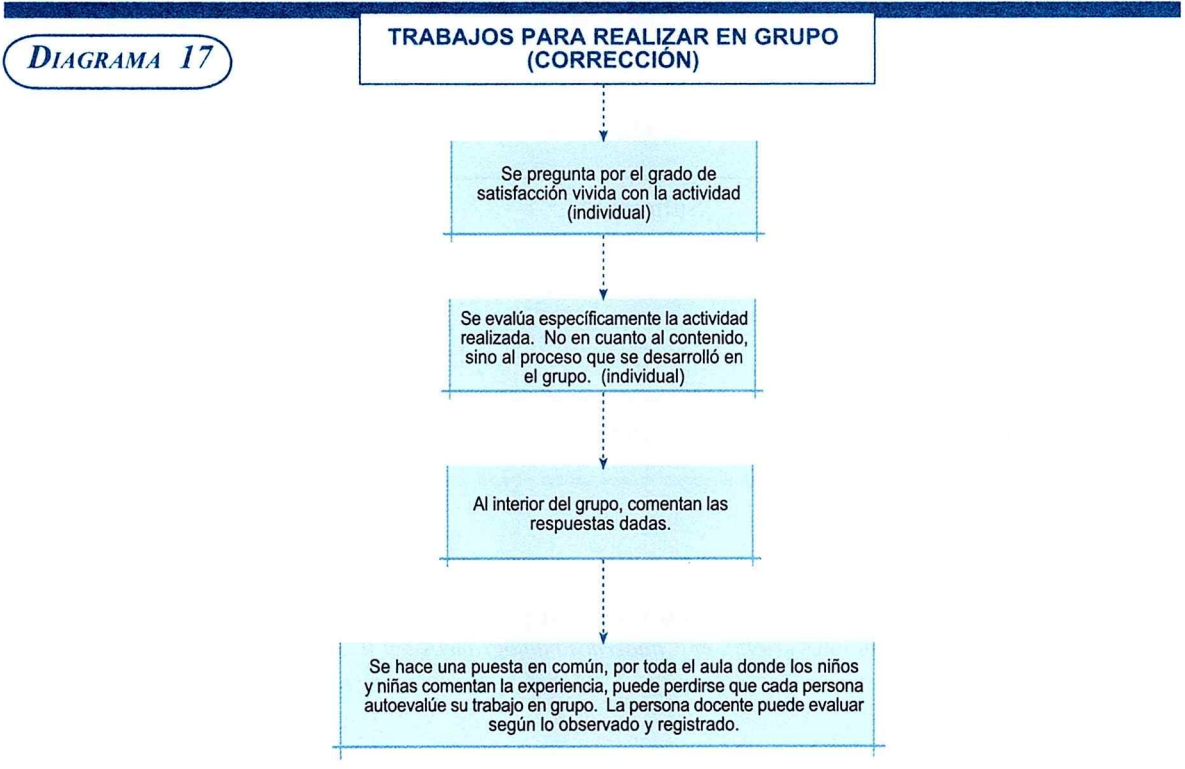 DIAGRAMA 17
TRABAJOS PARA REALIZAR EN GRUPO
(CORRECCIÓN)
Se pregunta por el grado de
satisfacción vivida con la actividad
(individual)
Se evalúa específicamente la actividad
realizada. No en cuanto al contenido,
sino al proceso que se desarrolló en
el grupo. (individual)
Al interior del grupo, comentan las
respuestas dadas.
Se hace una puesta en común, por toda el aula donde los niños
y niñas comentan la experiencia, puede perdirse que cada persona
autoevalúe su trabajo en grupo. La persona docente puede evaluar
según lo observado y registrado.